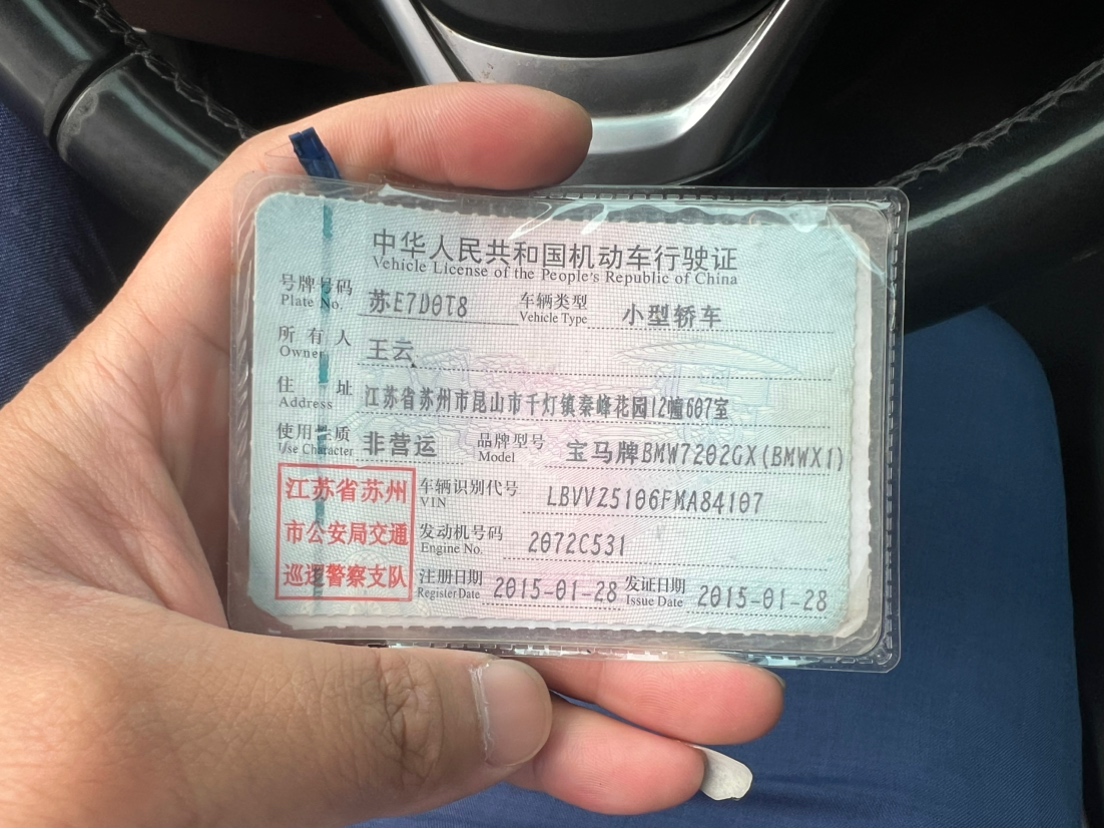 中华人民共和国机动车行驶证
Vehicle License of the People's Republic of China
号牌号码 苏E7D0T8 车辆类型 小型轿车
Plate No. Vehicle Type
所有人 王云
Owner
住址 江苏省苏州市昆山市千灯镇秦峰花园12幢607室
Address
使用性质 非营运 品牌型号 宝马牌BMW7202GX(BMWX1)
Use Character Model
江苏省苏州
市公安局交通
巡逻警察支队
车辆识别代号 LBVVZ5106FMA84107
VIN
发动机号码 2072C531
Engine No.
注册日期 2015-01-28 发证日期 2015-01-28
Register Date Issue Date